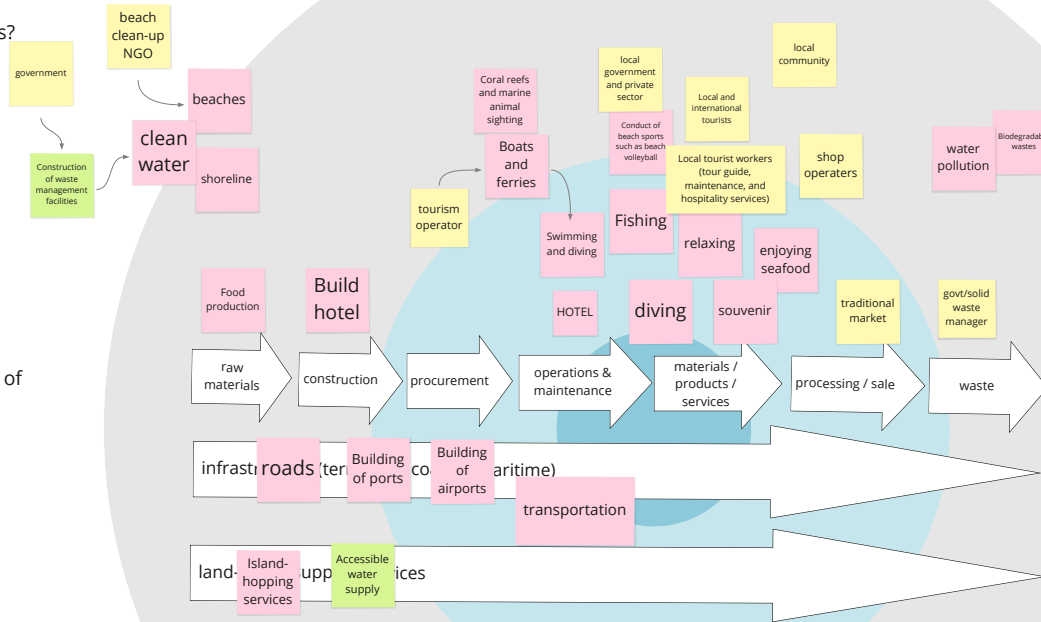 s?
government
beach
clean-up
NGO
beaches
clean
water
shoreline
Construction
of waste
management
facilities
Coral reefs
and marine
animal
sighting
Boats
and
ferries
tourism
operator
Swimming
and diving
local
government
and private
sector
Conduct of
beach sports
such as beach
volleyball
Local and
international
tourists
local
community
Local tourist workers
(tour guide,
maintenance, and
hospitality services)
shop
operaters
water
pollution
Biodegradab
wastes
Fishing
relaxing
enjoying
seafood
Food
production
Build
hotel
HOTEL
diving
souvenir
traditional
market
govt/solid
waste
manager
of
raw
materials
construction
procurement
operations &
maintenance
materials /
products /
services
processing / sale
waste
infrastr
roads
(ter
Building
of ports
co
Building
of
airports
aritime)
transportation
land-
Island-
hopping
services
supp
Accessible
water
supply
ices